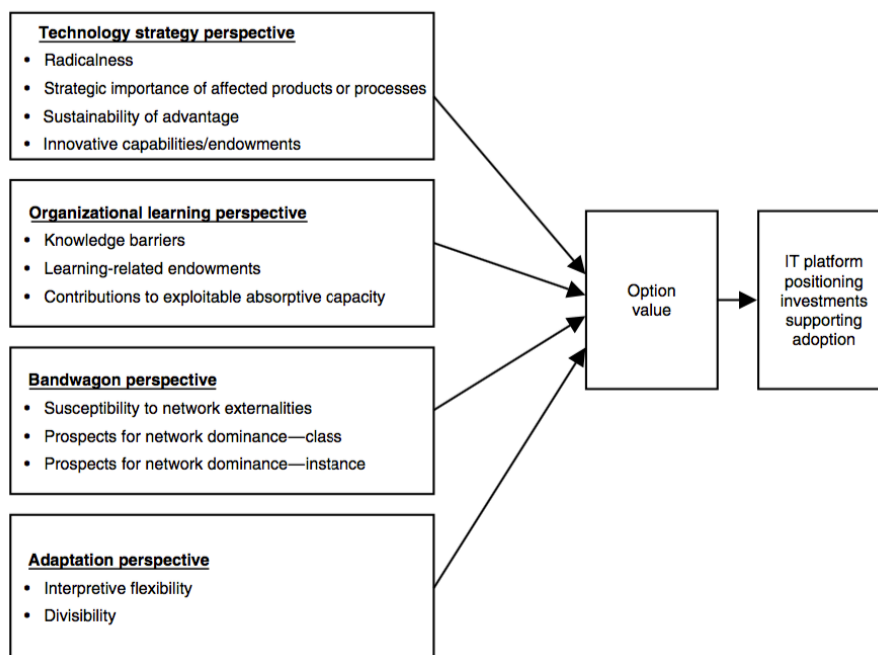 Technology strategy perspective
• Radicalness
• Strategic importance of affected products or processes
• Sustainability of advantage
• Innovative capabilities/endowments
Organizational learning perspective
• Knowledge barriers
• Learning-related endowments
• Contributions to exploitable absorptive capacity
Bandwagon perspective
• Susceptibility to network externalities
• Prospects for network dominance—class
• Prospects for network dominance—instance
Adaptation perspective
• Interpretive flexibility
• Divisibility
Option
value
IT platform
positioning
investments
supporting
adoption